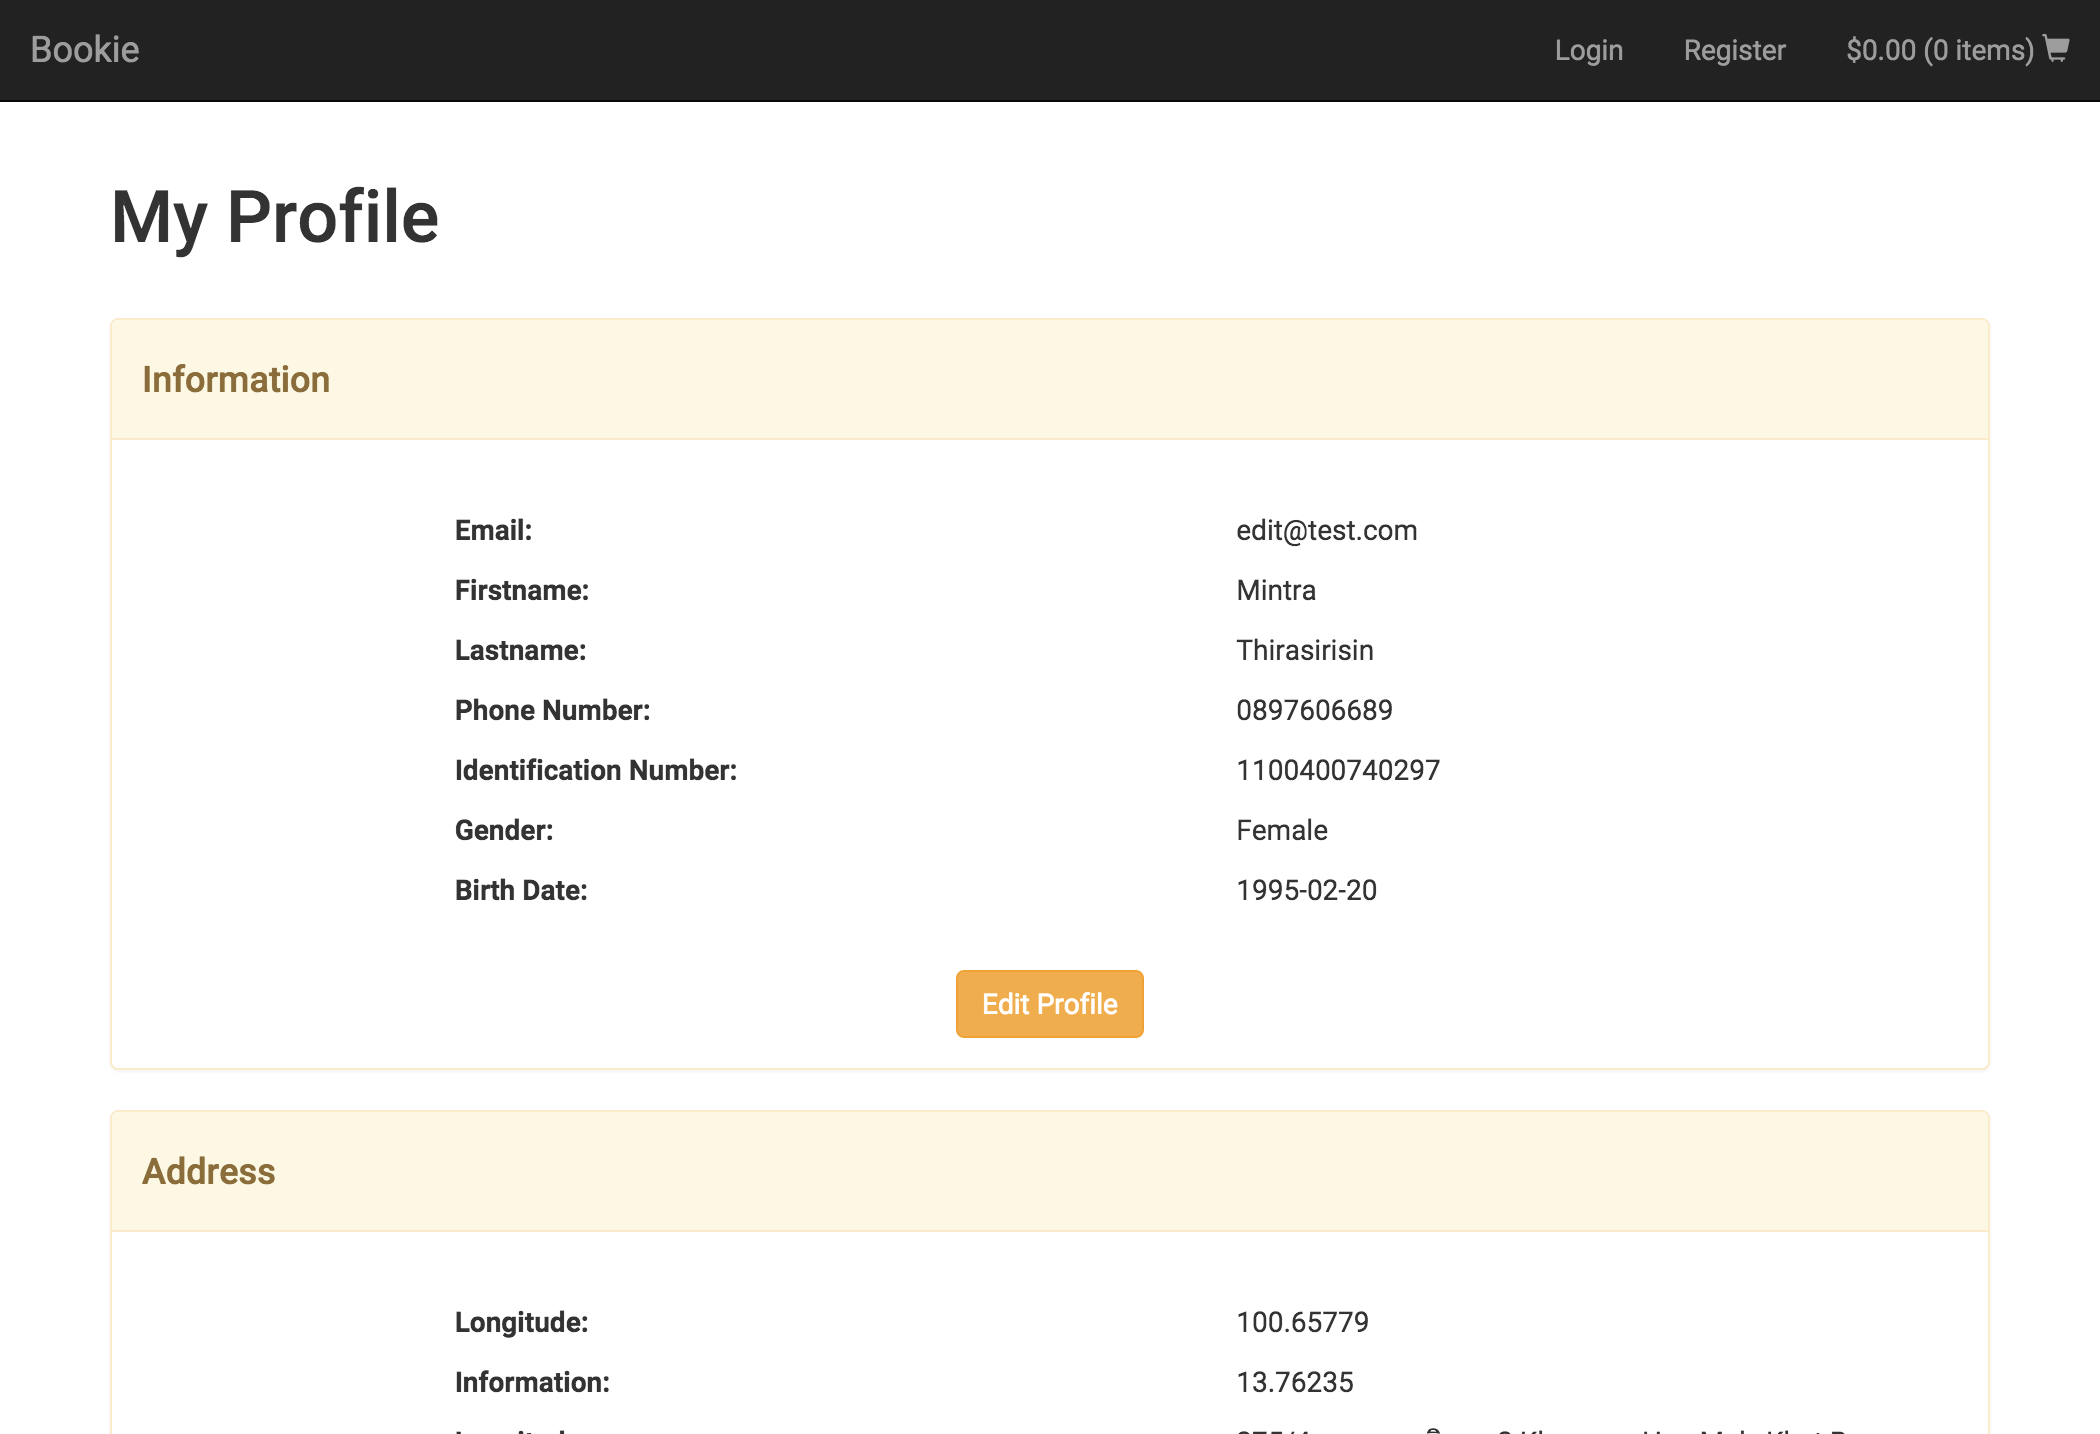 Bookie Login Register $0.00 (0 items)
My Profile
Information
Email: edit@test.com
Firstname: Mintra
Lastname: Thirasirisin
Phone Number: 0897606689
Identification Number: 1100400740297
Gender: Female
Birth Date: 1995-02-20
Edit Profile
Address
Longitude: 100.65779
Information: 13.76235